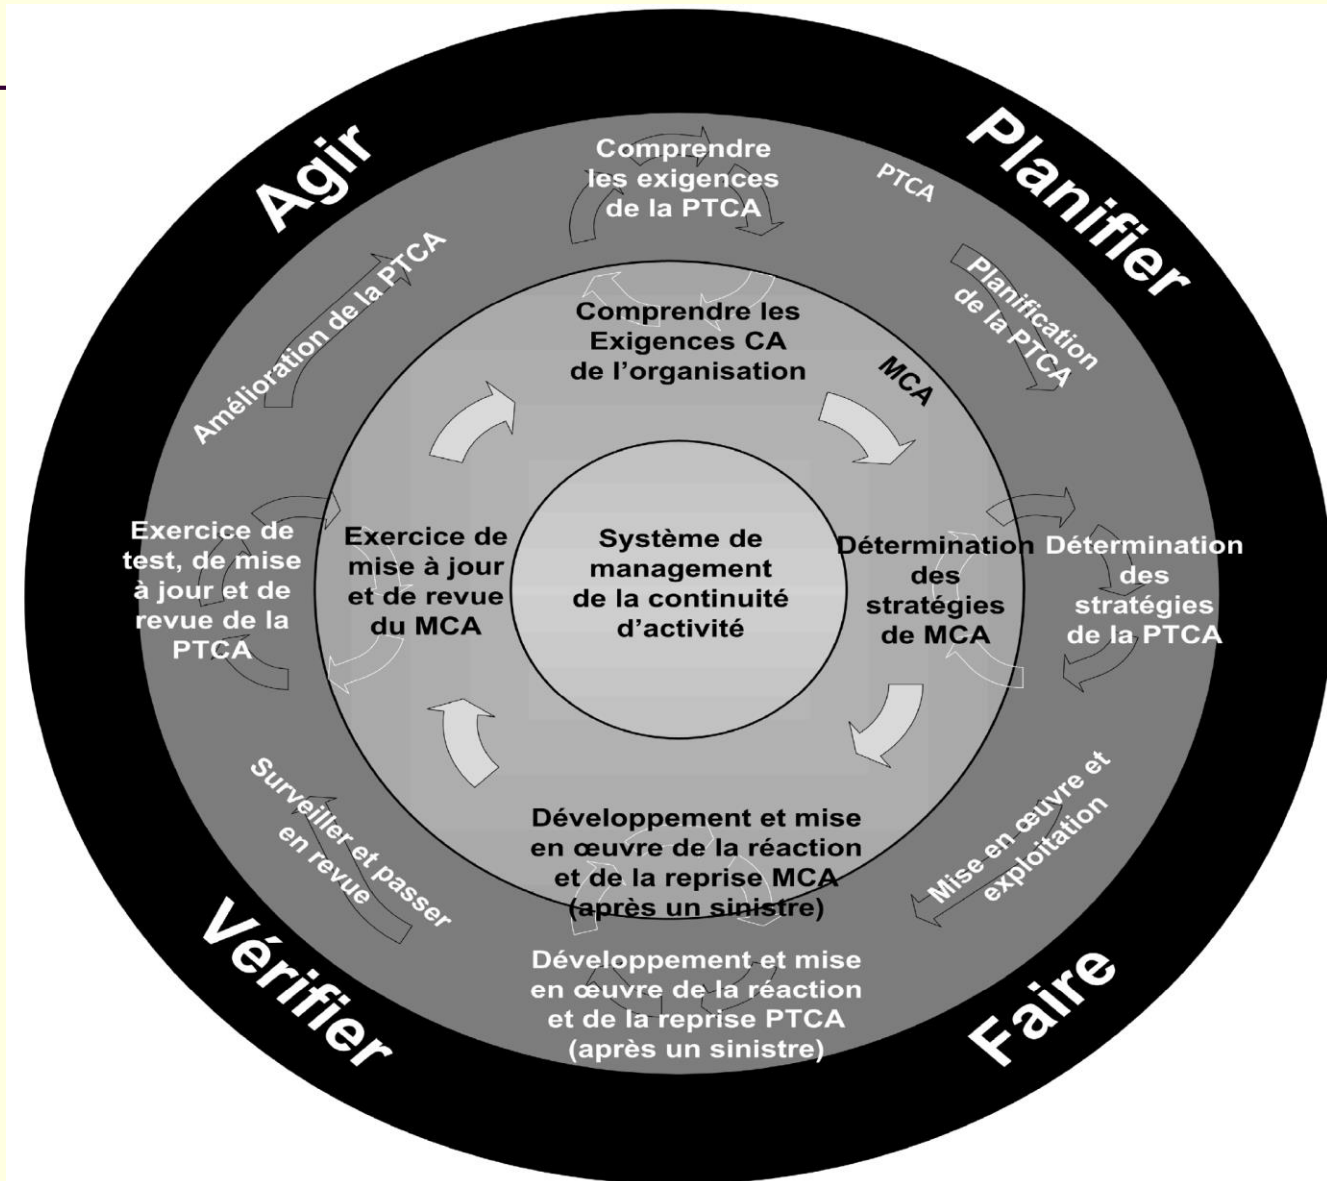 Agir
Planifier
Comprendre
les exigences
de la PTCA
PTCA
Planification
de la PTCA
Amélioration de la PTCA
Comprendre les
Exigences CA
de l’organisation
MCA
Exercice de
test, de mise
à jour et de
revue de la
PTCA
Exercice de
mise à jour
et de revue
du MCA
Système de
management
de la continuité
d’activité
Détermination
des
stratégies
de MCA
Détermination
des
stratégies
de la PTCA
Surveiller et passer
en revue
Développement et mise
en œuvre de la réaction
et de la reprise MCA
(après un sinistre)
Mise en œuvre et
exploitation
Développement et mise
en œuvre de la réaction
et de la reprise PTCA
(après un sinistre)
Vérifier
Faire